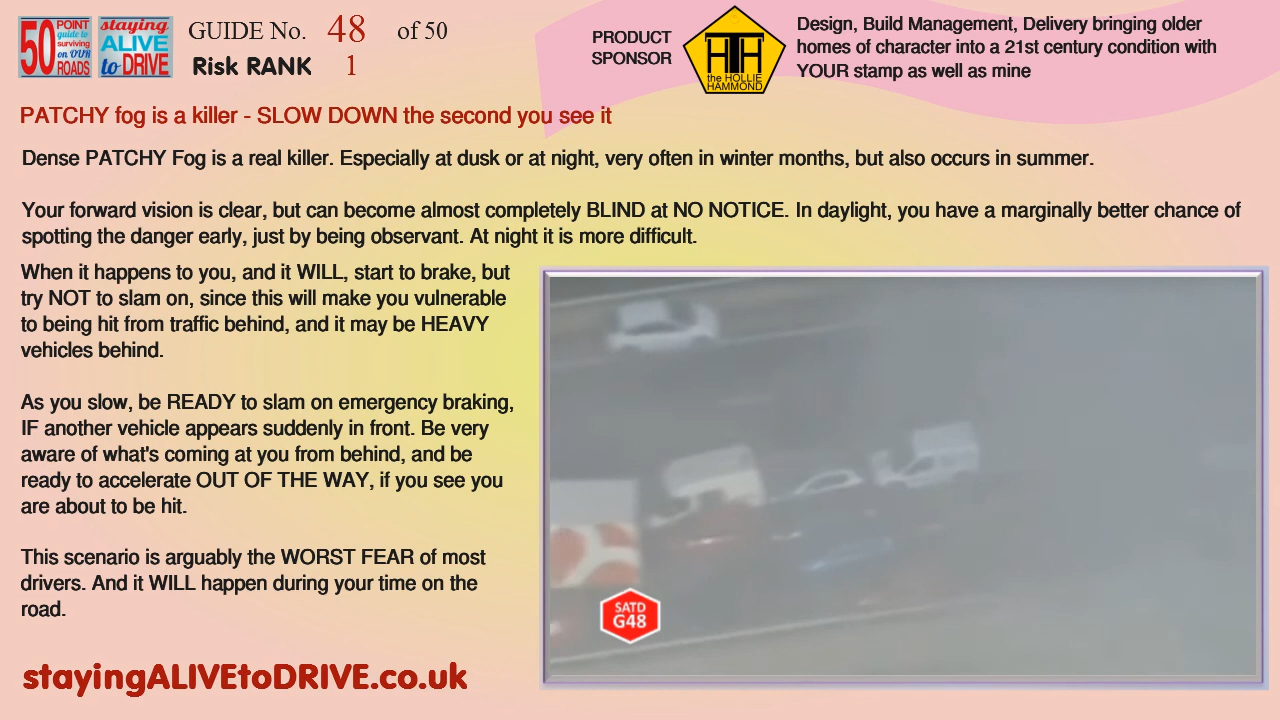 50 POINT guide to surviving on OUR ROADS
staying ALIVE to DRIVE
GUIDE No. 48 of 50
Risk RANK 1
PRODUCT SPONSOR
HTH
the HOLLIE HAMMOND
Design, Build Management, Delivery bringing older
homes of character into a 21st century condition with
YOUR stamp as well as mine
PATCHY fog is a killer - SLOW DOWN the second you see it
Dense PATCHY Fog is a real killer. Especially at dusk or at night, very often in winter months, but also occurs in summer.
Your forward vision is clear, but can become almost completely BLIND at NO NOTICE. In daylight, you have a marginally better chance of
spotting the danger early, just by being observant. At night it is more difficult.
When it happens to you, and it WILL, start to brake, but
try NOT to slam on, since this will make you vulnerable
to being hit from traffic behind, and it may be HEAVY
vehicles behind.
As you slow, be READY to slam on emergency braking,
IF another vehicle appears suddenly in front. Be very
aware of what's coming at you from behind, and be
ready to accelerate OUT OF THE WAY, if you see you
are about to be hit.
This scenario is arguably the WORST FEAR of most
drivers. And it WILL happen during your time on the
road.
SATD
G48
stayingALIVEtoDRIVE.co.uk